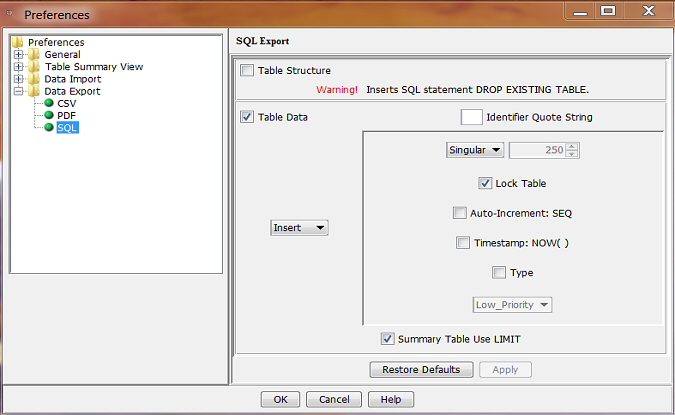 Preferences
Preferences
General
Table Summary View
Data Import
Data Export
CSV
PDF
SQL
SQL Export
Table Structure
Warning! Inserts SQL statement DROP EXISTING TABLE.
Table Data
Identifier Quote String
Singular
250
Lock Table
Auto-Increment: SEQ
Insert
Timestamp: NOW( )
Type
Low_Priority
Summary Table Use LIMIT
Restore Defaults
Apply
OK
Cancel
Help